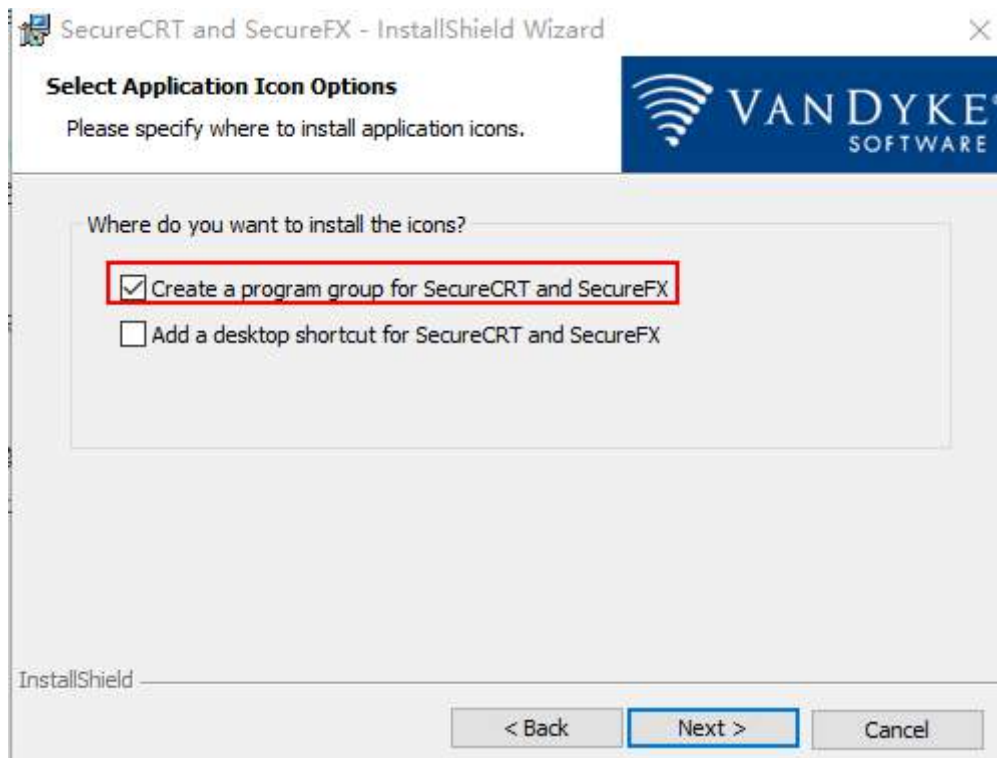 SecureCRT and SecureFX - InstallShield Wizard
Select Application Icon Options
Please specify where to install application icons.
VANDYKE®
SOFTWARE
Where do you want to install the icons?
Create a program group for SecureCRT and SecureFX
Add a desktop shortcut for SecureCRT and SecureFX
InstallShield
< Back
Next >
Cancel